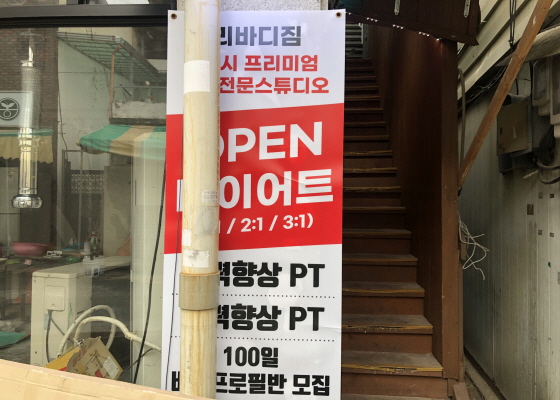 리바디짐
시 프리미엄
전문스튜디오
OPEN
이어트
/ 2:1 / 3:1)
력향상 PT
력향상 PT
100일
프로필반 모집